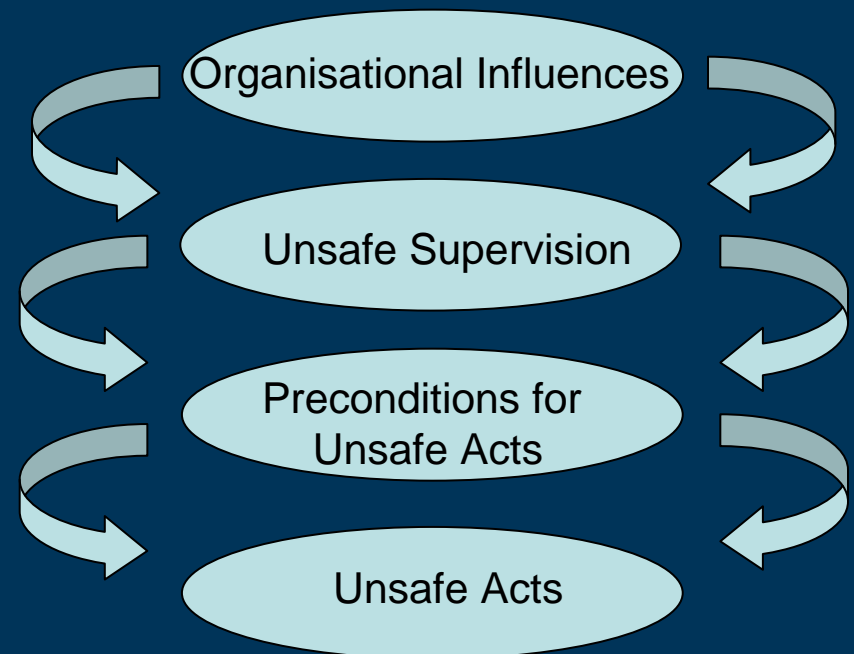 Organisational Influences
Unsafe Supervision
Preconditions for
Unsafe Acts
Unsafe Acts